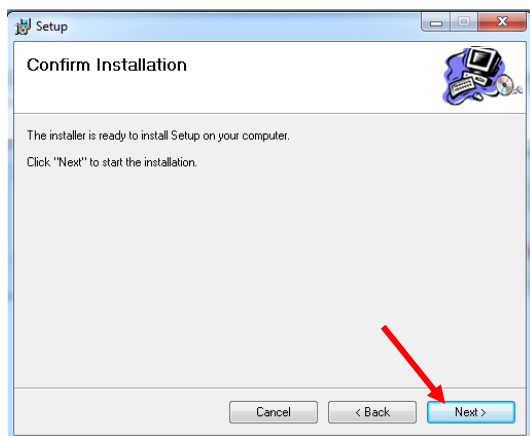 Setup
Confirm Installation
The installer is ready to install Setup on your computer.
Click "Next" to start the installation.
Cancel
< Back
Next >